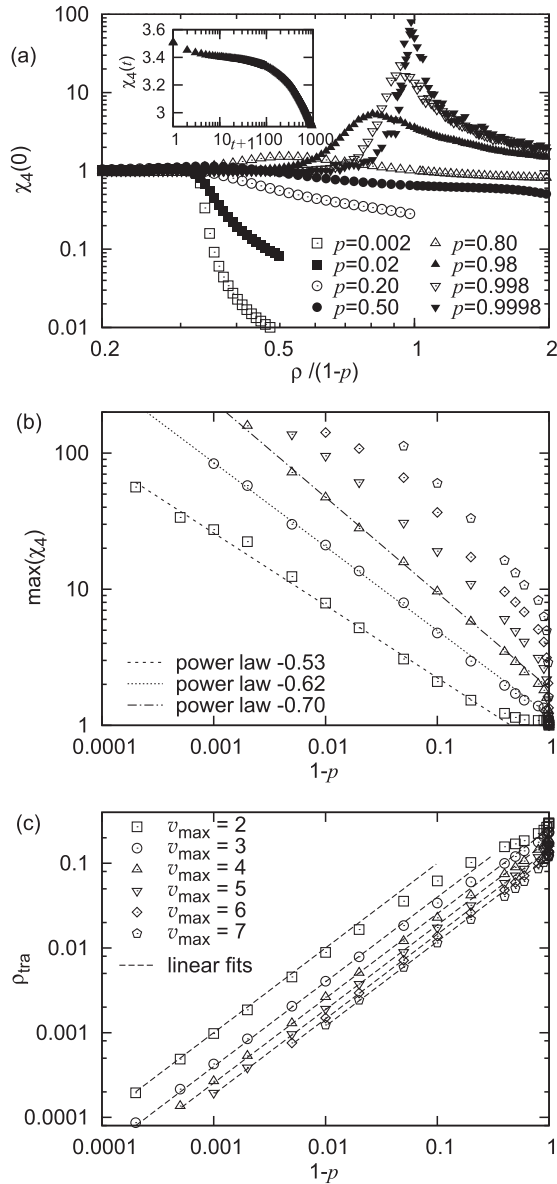 (a)
100
10
1
0.1
0.01
χ4(0)
0.2
0.5
1
2
ρ /(1-p)
3.6
3.4
3.2
3
χ4(t)
1
10
t+1
100
1000
p=0.002
p=0.02
p=0.20
p=0.50
p=0.80
p=0.98
p=0.998
p=0.9998
(b)
100
10
1
max(χ4)
power law -0.53
power law -0.62
power law -0.70
0.0001
0.001
0.01
0.1
1
1-p
(c)
0.1
0.01
0.001
0.0001
ρtra
vmax = 2
vmax = 3
vmax = 4
vmax = 5
vmax = 6
vmax = 7
linear fits
0.0001
0.001
0.01
0.1
1
1-p